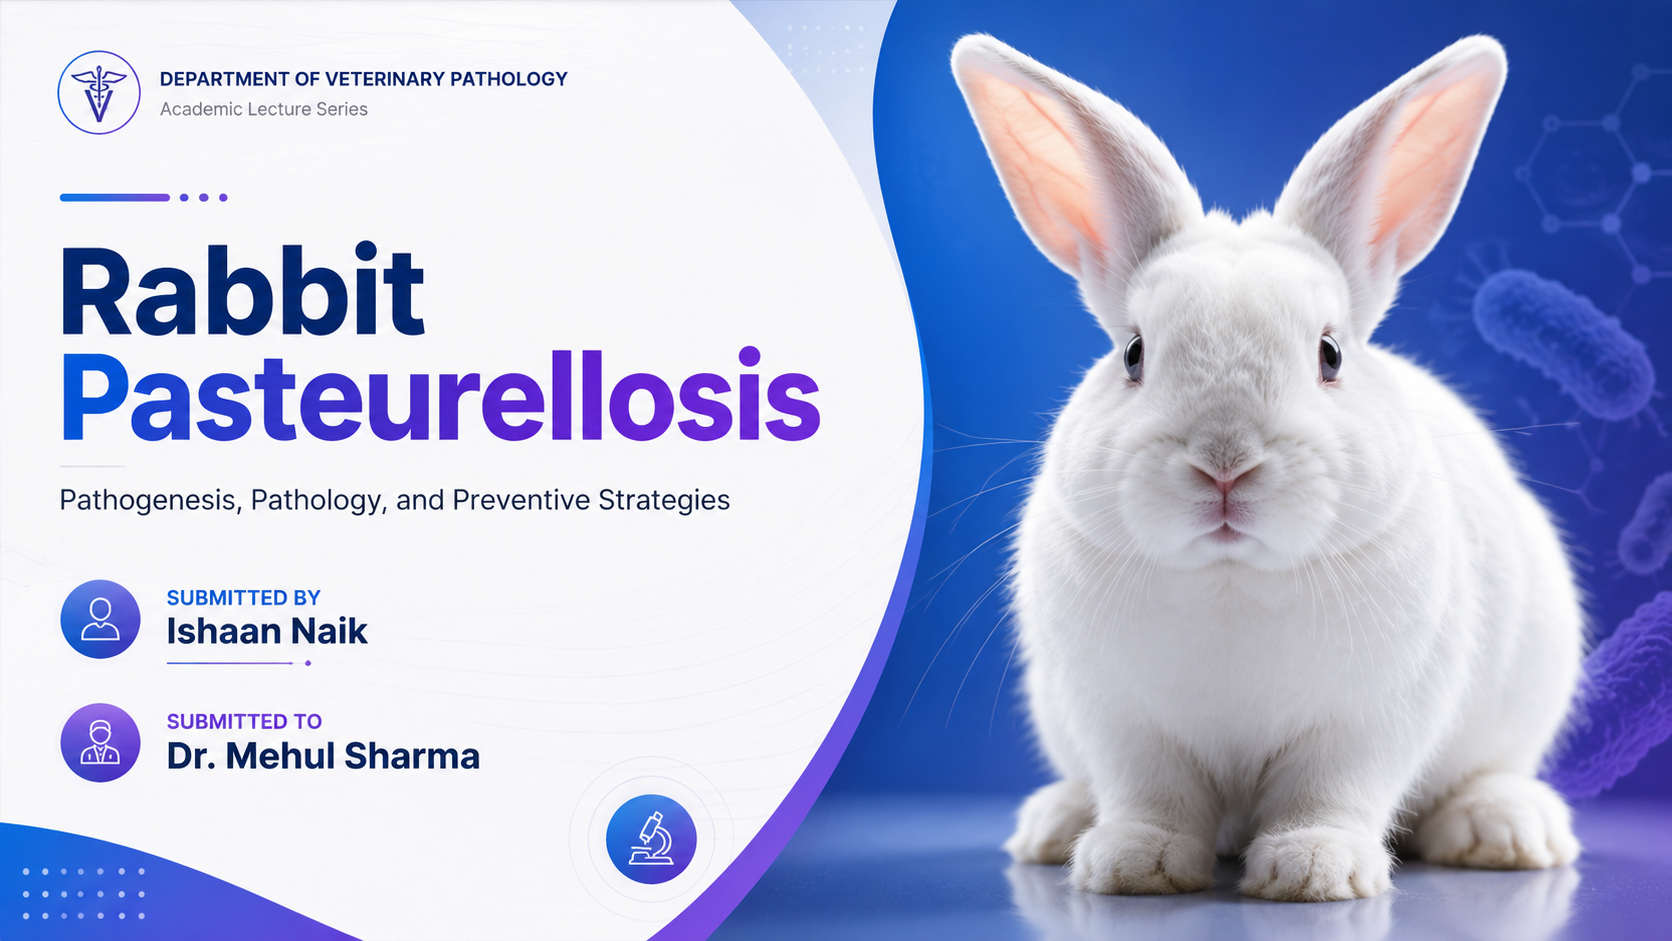 DEPARTMENT OF VETERINARY PATHOLOGY
Academic Lecture Series
Rabbit
Pasteurellosis
Pathogenesis, Pathology, and Preventive Strategies
SUBMITTED BY
Ishaan Naik
SUBMITTED TO
Dr. Mehul Sharma